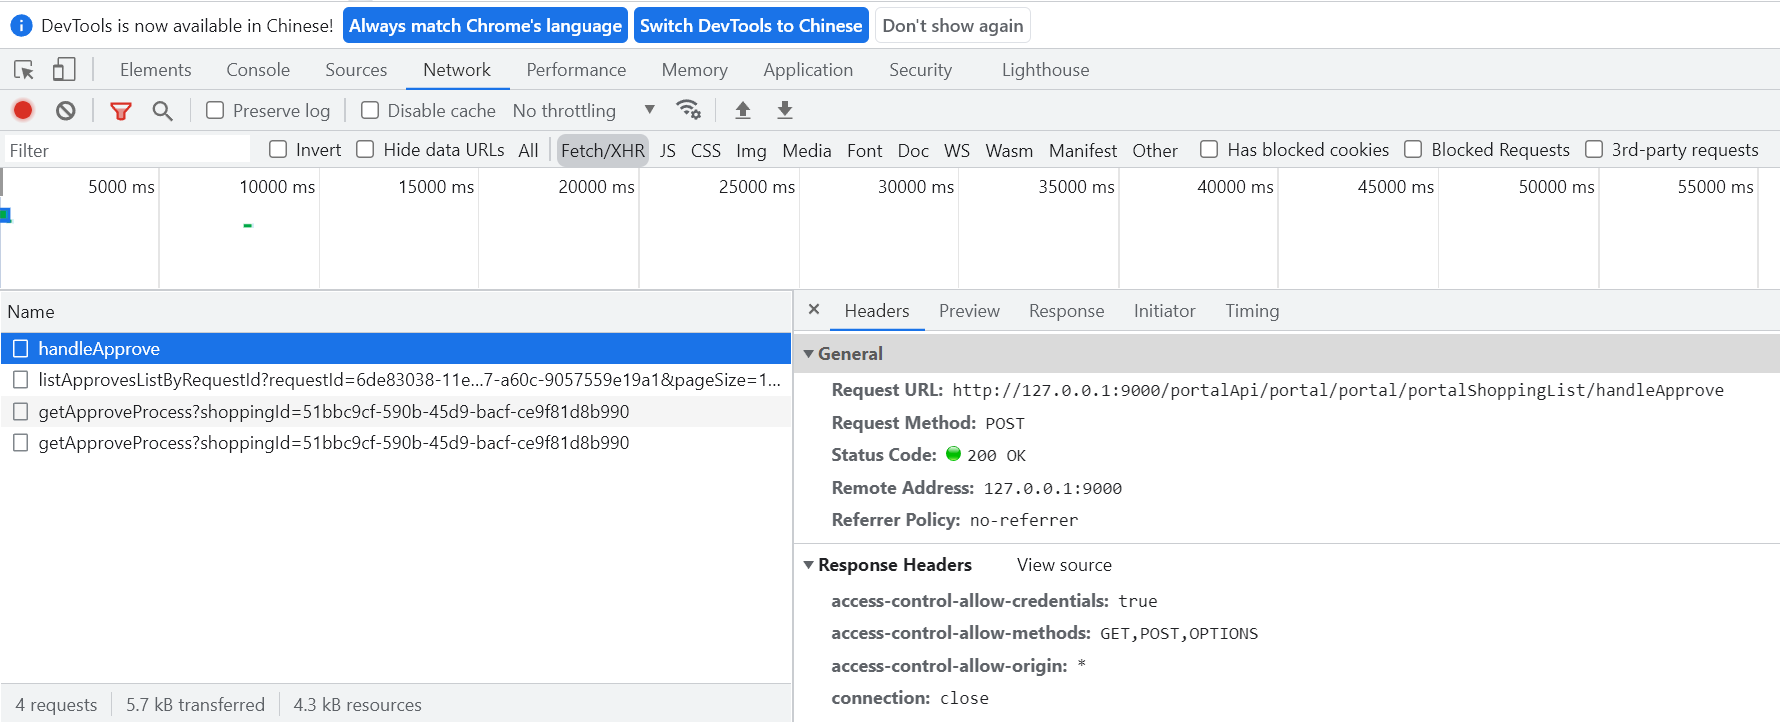 DevTools is now available in Chinese! Always match Chrome's language Switch DevTools to Chinese Don't show again
Elements Console Sources Network Performance Memory Application Security Lighthouse
Preserve log Disable cache No throttling
Filter Invert Hide data URLs All Fetch/XHR JS CSS Img Media Font Doc WS Wasm Manifest Other Has blocked cookies Blocked Requests 3rd-party requests
5000 ms 10000 ms 15000 ms 20000 ms 25000 ms 30000 ms 35000 ms 40000 ms 45000 ms 50000 ms 55000 ms
Name
handleApprove
listApprovesListByRequestId?requestId=6de83038-11e...7-a60c-9057559e19a1&pageSize=1...
getApproveProcess?shoppingId=51bbc9cf-590b-45d9-bacf-ce9f81d8b990
getApproveProcess?shoppingId=51bbc9cf-590b-45d9-bacf-ce9f81d8b990
4 requests 5.7 kB transferred 4.3 kB resources
Headers Preview Response Initiator Timing
General
Request URL: http://127.0.0.1:9000/portalApi/portal/portal/portalShoppingList/handleApprove
Request Method: POST
Status Code: 200 OK
Remote Address: 127.0.0.1:9000
Referrer Policy: no-referrer
Response Headers View source
access-control-allow-credentials: true
access-control-allow-methods: GET,POST,OPTIONS
access-control-allow-origin: *
connection: close